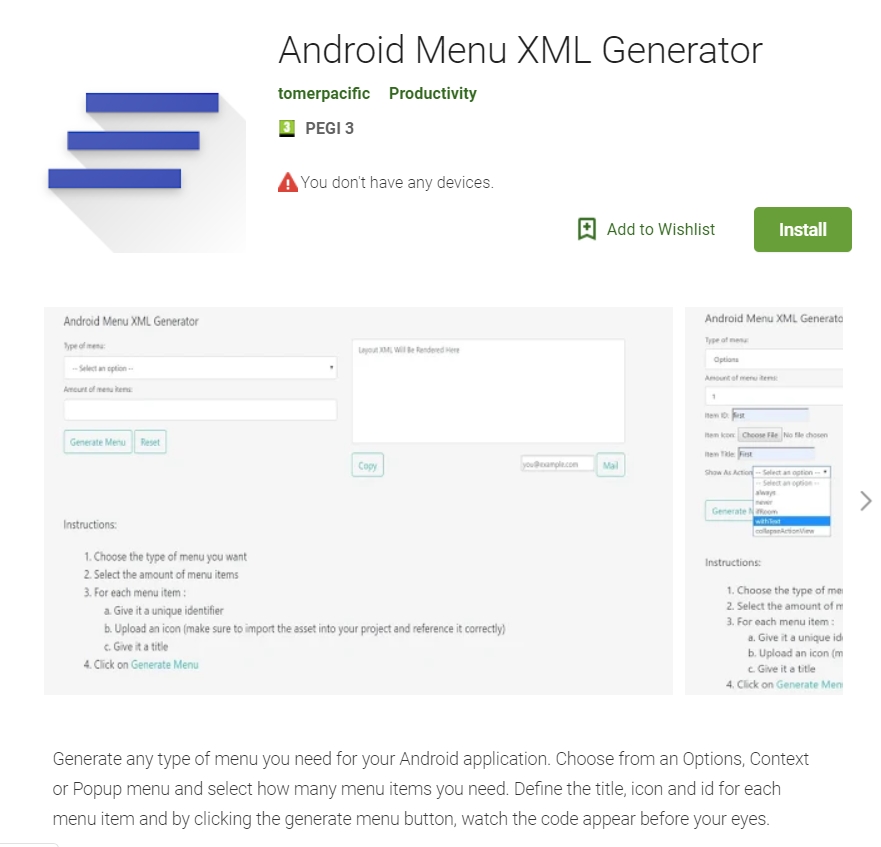 Android Menu XML Generator
tomerpacific Productivity
3 PEGI 3
You don't have any devices.
Add to Wishlist
Install
Android Menu XML Generator
Type of menu:
-- Select an option --
Amount of menu items:
Generate Menu Reset
Layout XML Will Be Rendered Here
Copy
you@example.com Mail
Instructions:
1. Choose the type of menu you want
2. Select the amount of menu items
3. For each menu item :
a. Give it a unique identifier
b. Upload an icon (make sure to import the asset into your project and reference it correctly)
c. Give it a title
4. Click on Generate Menu
Android Menu XML Generato
Type of menu:
Options
Amount of menu items:
1
Item ID: first
Item Icon: Choose File No file chosen
Item Title: First
Show As Action -- Select an option --
-- Select an option --
always
never
ifRoom
withText
collapseActionView
Generate
Instructions:
1. Choose the type of me
2. Select the amount of m
3. For each menu item :
a. Give it a unique id
b. Upload an icon (m
c. Give it a title
4. Click on Generate Men
Generate any type of menu you need for your Android application. Choose from an Options, Context
or Popup menu and select how many menu items you need. Define the title, icon and id for each
menu item and by clicking the generate menu button, watch the code appear before your eyes.